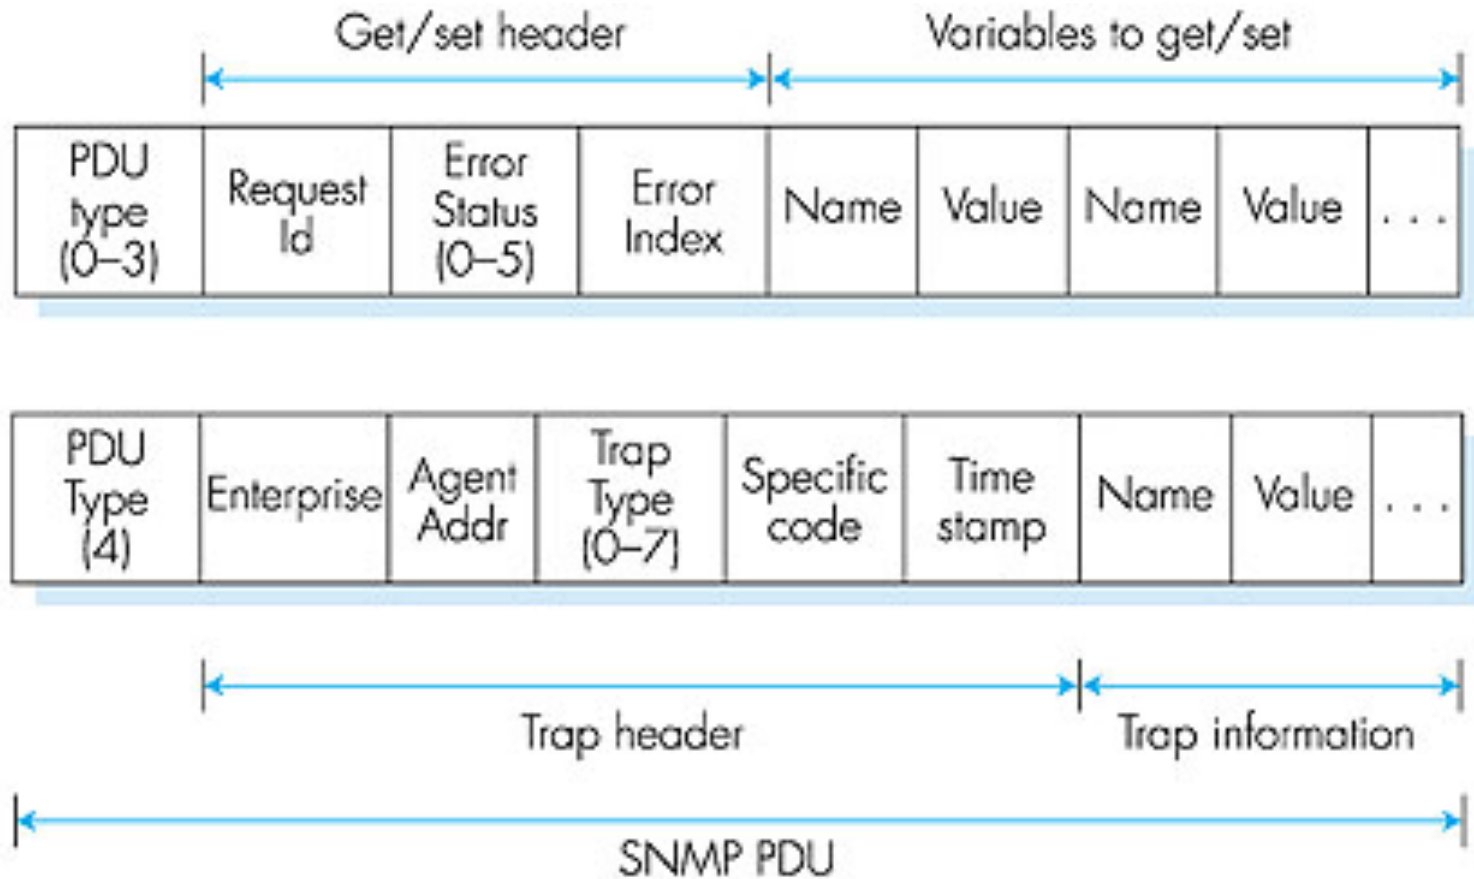 Get/set header
Variables to get/set
PDU
type
(0–3)
Request
Id
Error
Status
(0–5)
Error
Index
Name
Value
Name
Value
. . .
PDU
Type
(4)
Enterprise
Agent
Addr
Trap
Type
(0–7)
Specific
code
Time
stamp
Name
Value
. . .
Trap header
Trap information
SNMP PDU